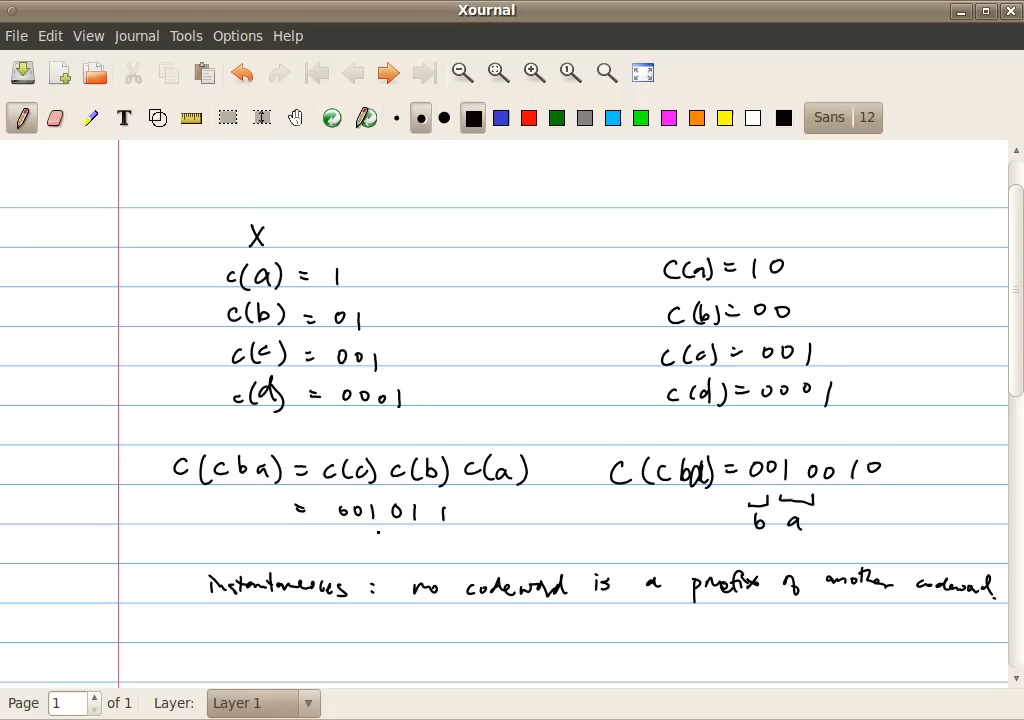 Xournal
File Edit View Journal Tools Options Help
Sans 12
X
c(a) = 1
c(b) = 01
c(c) = 001
c(d) = 0001
C(a) = 10
C(b) = 00
C(c) = 001
C(d) = 0001
C(cba) = c(c) c(b) c(a)
= 001 01 1
C(cba) = 001 00 10
b a
instantaneous : no codeword is a prefix of another codeword.
Page 1 of 1 Layer: Layer 1